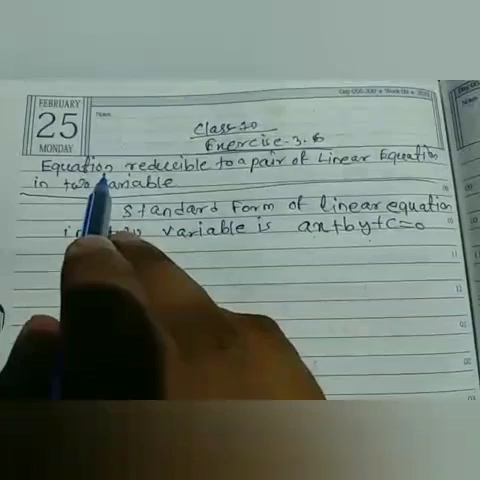 FEBRUARY
25
MONDAY
Class-10
Exercise-3.6
Equation reducible to a pair of Linear Equation
in two variable
Standard Form of linear equation
variable is ax+by+c=0